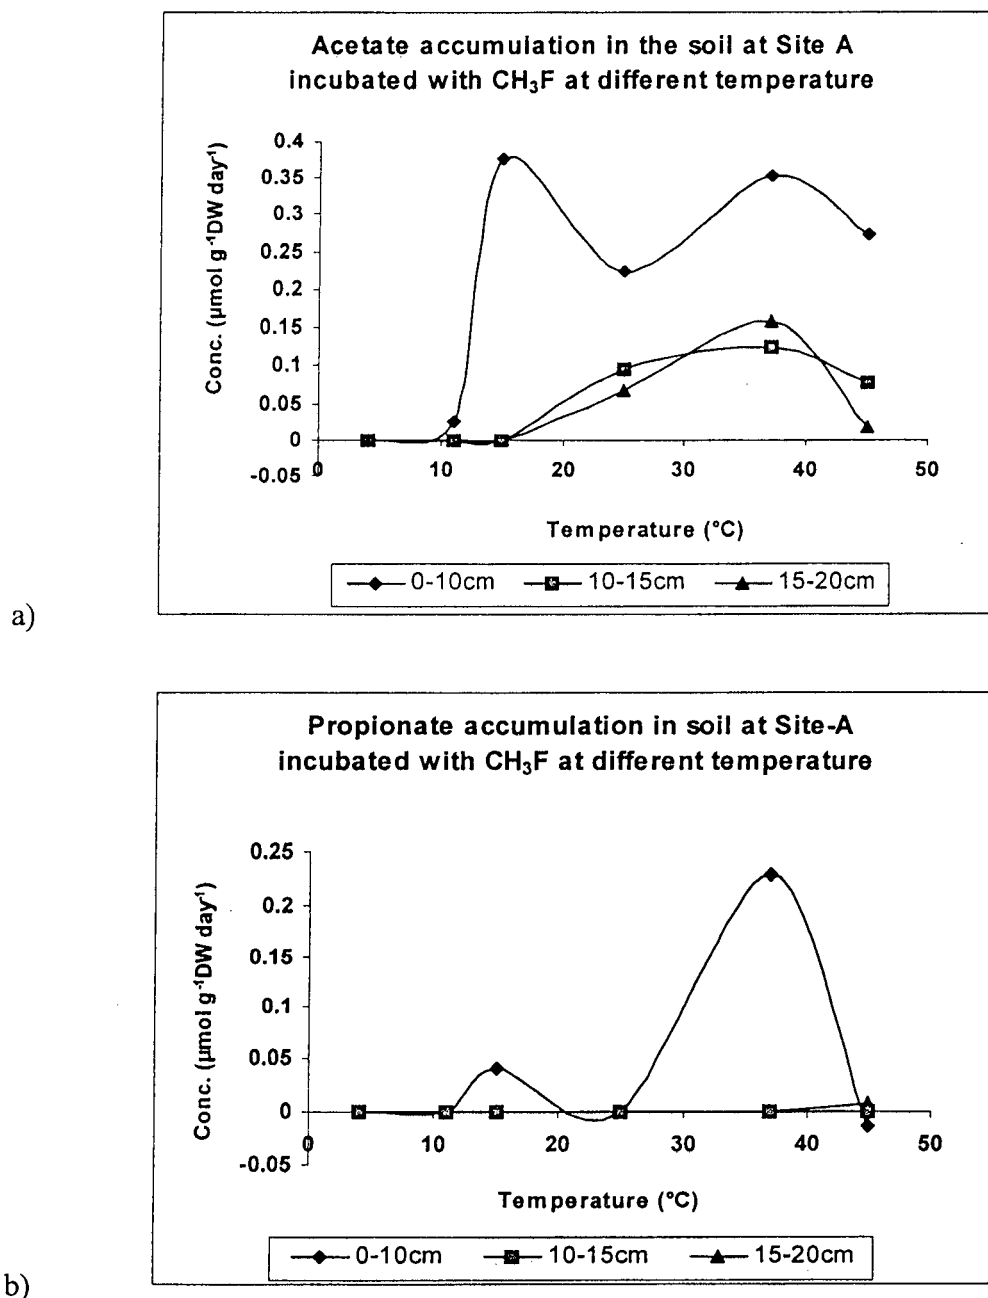 Acetate accumulation in the soil at Site A
incubated with CH₃F at different temperature
Conc. (µmol g⁻¹DW day⁻¹)
0.4
0.35
0.3
0.25
0.2
0.15
0.1
0.05
0
-0.05
0
10
20
30
40
50
Temperature (°C)
0-10cm 10-15cm 15-20cm
a)
Propionate accumulation in soil at Site-A
incubated with CH₃F at different temperature
Conc. (µmol g⁻¹DW day⁻¹)
0.25
0.2
0.15
0.1
0.05
0
-0.05
0
10
20
30
40
50
Temperature (°C)
0-10cm 10-15cm 15-20cm
b)